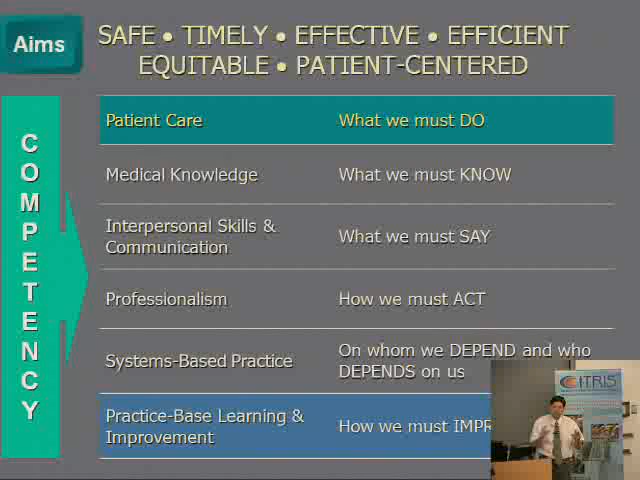 Aims
SAFE • TIMELY • EFFECTIVE • EFFICIENT
EQUITABLE • PATIENT-CENTERED
COMPETENCY
Patient Care What we must DO
Medical Knowledge What we must KNOW
Interpersonal Skills &
Communication
What we must SAY
Professionalism How we must ACT
Systems-Based Practice
On whom we DEPEND and who
DEPENDS on us
Practice-Base Learning &
Improvement
How we must IMPR
CITRIS